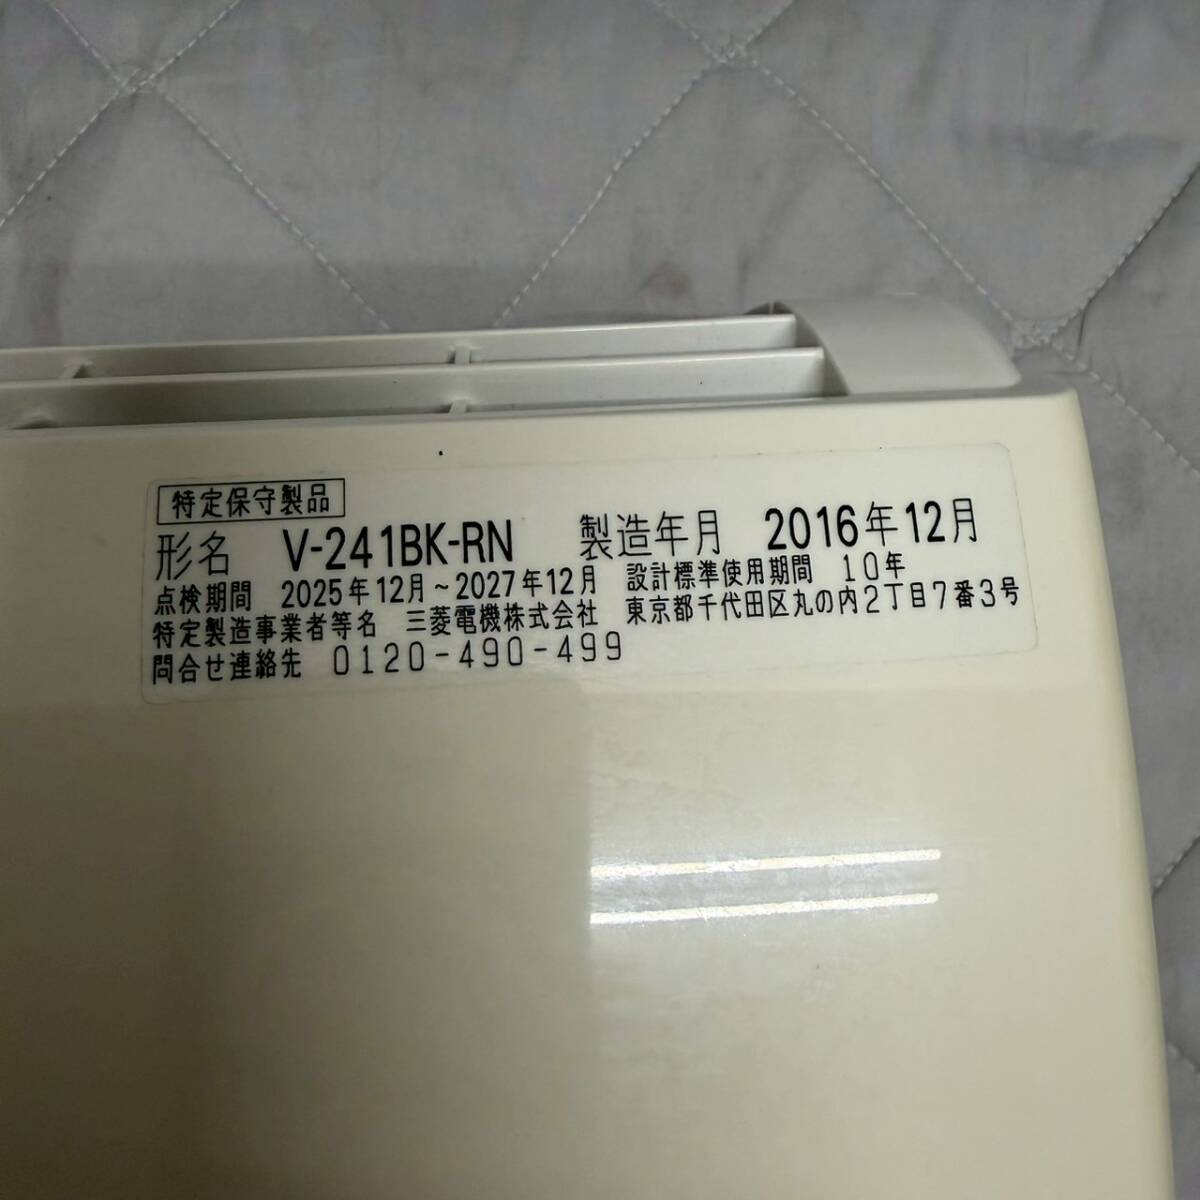 特定保守製品
形名 V-241BK-RN 製造年月 2016年12月
点検期間 2025年12月～2027年12月 設計標準使用期間 10年
特定製造事業者等名 三菱電機株式会社 東京都千代田区丸の内2丁目7番3号
問合せ連絡先 0120-490-499